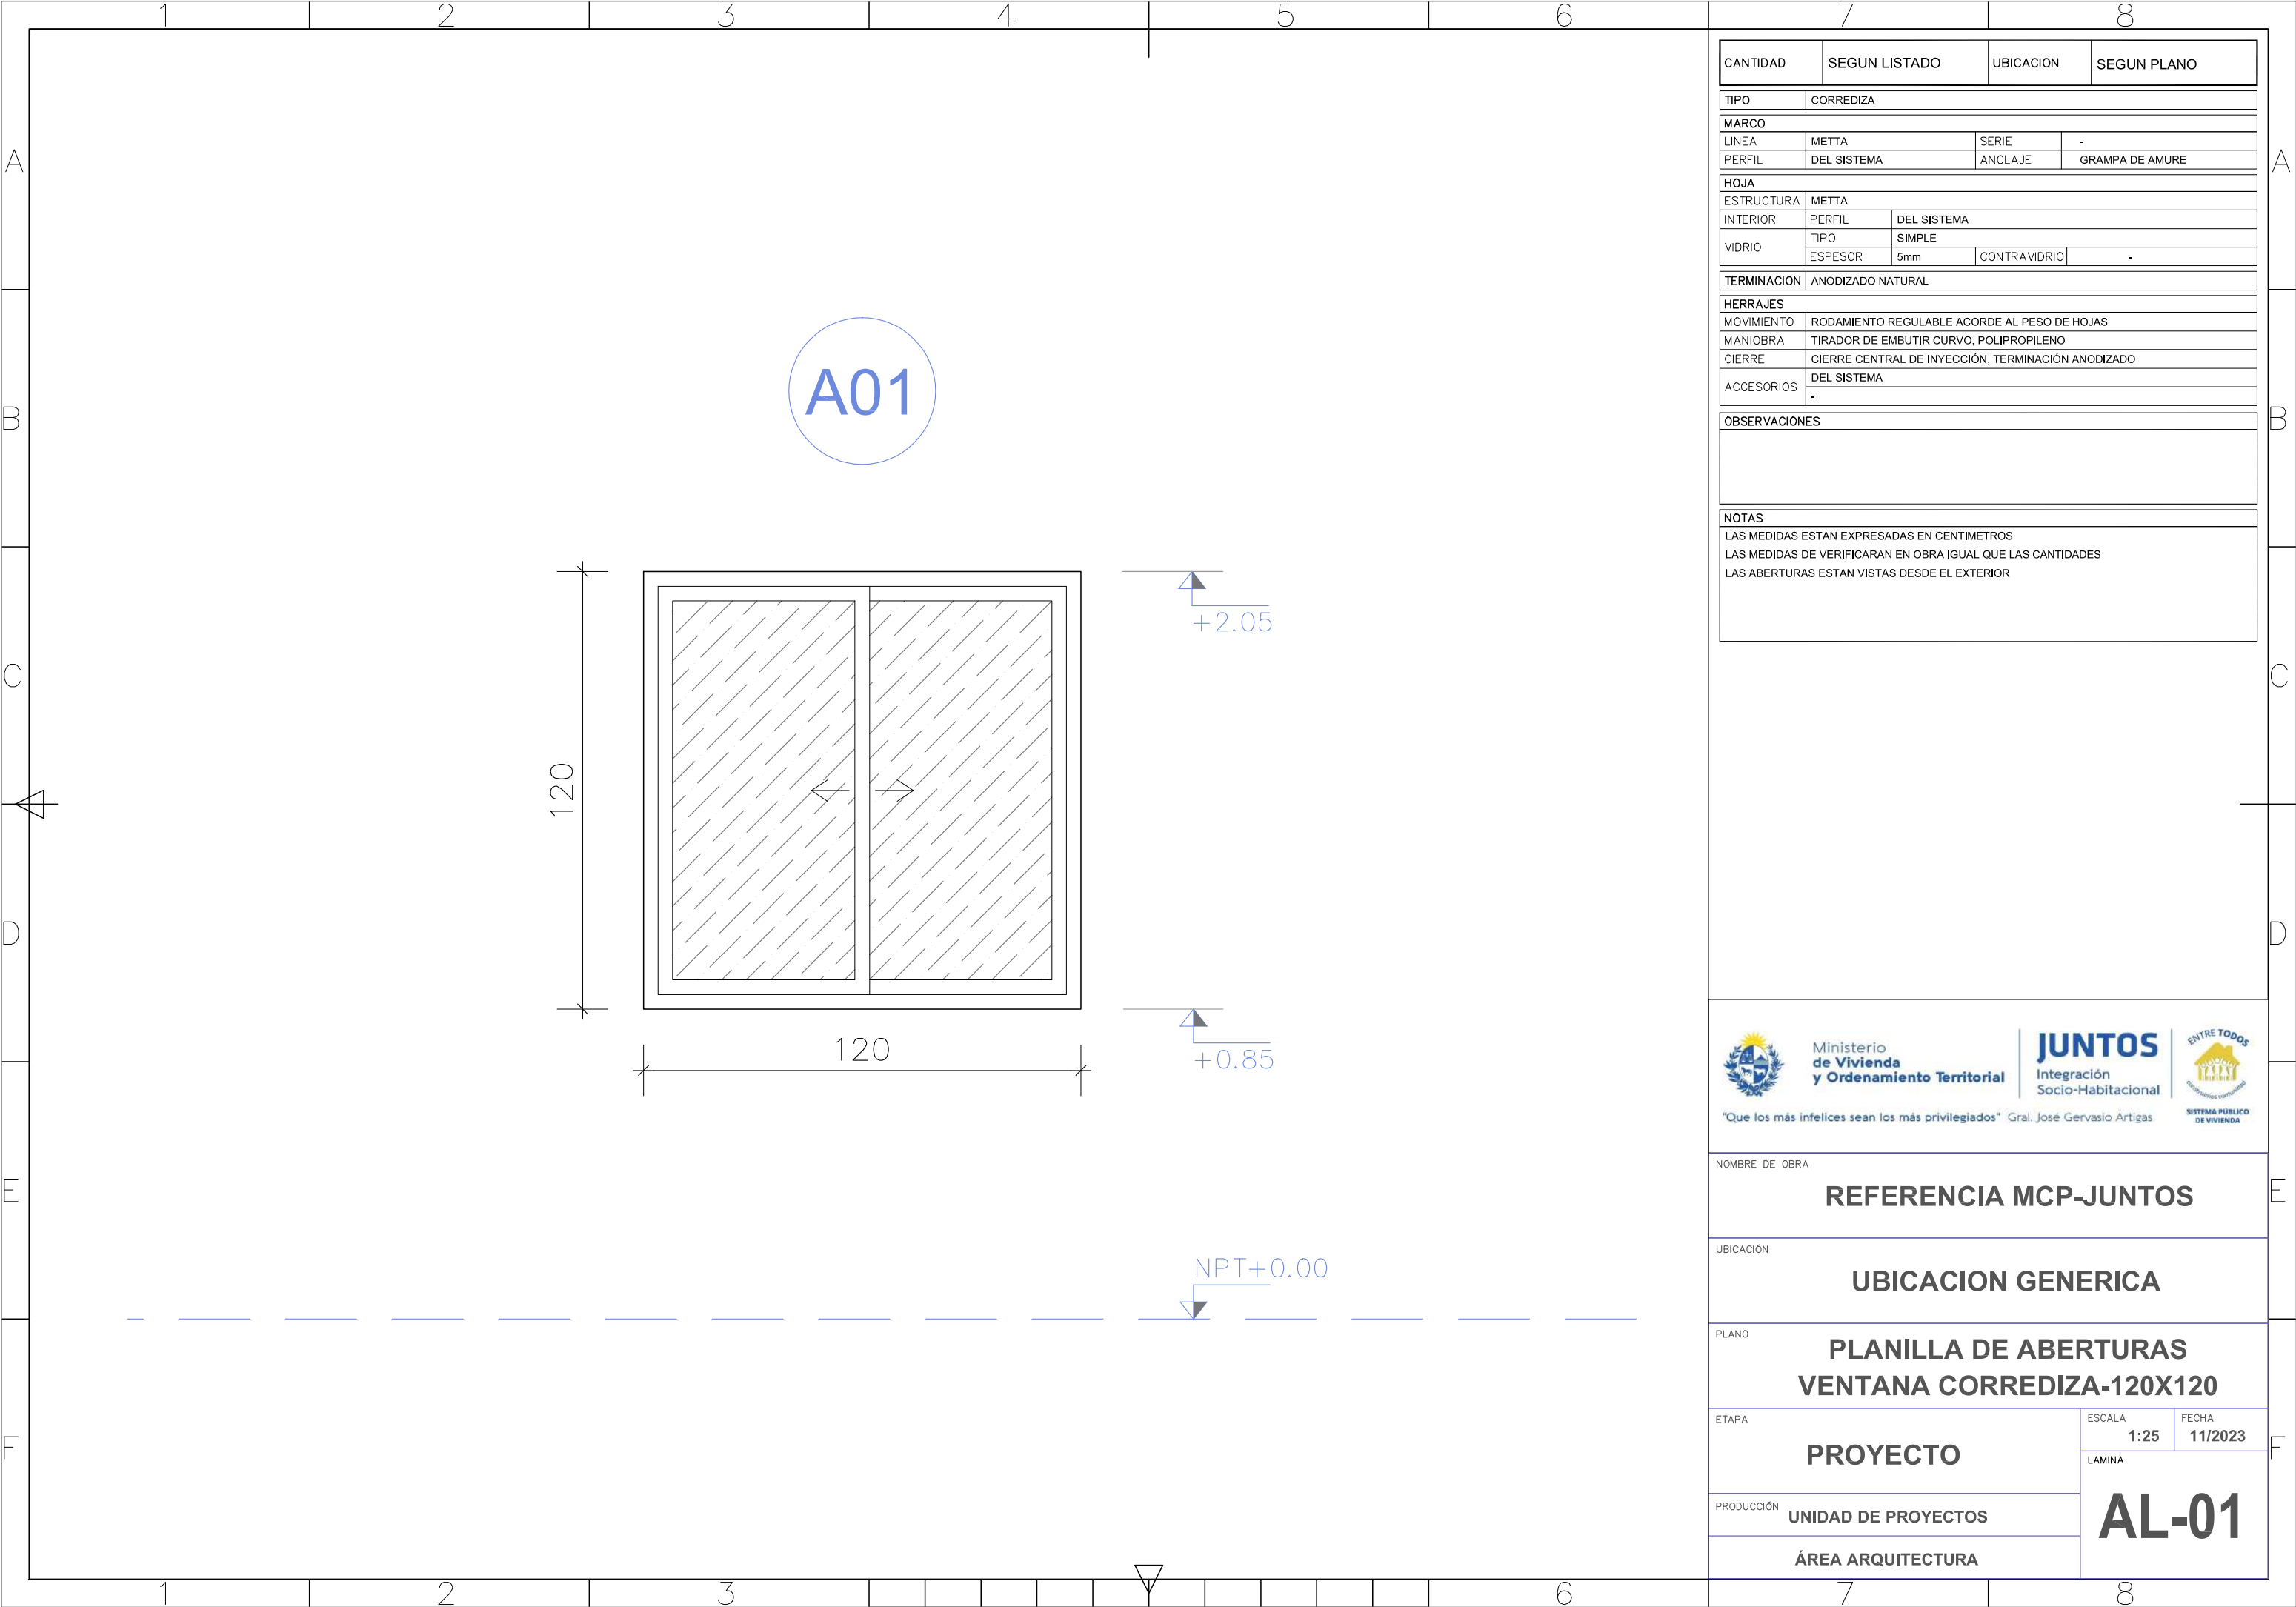 1 2 3 4 5 6 7 8
A
B
C
D
E
F
A01
120
120
+2.05
+0.85
NPT+0.00
CANTIDAD SEGUN LISTADO UBICACION SEGUN PLANO
TIPO CORREDIZA
MARCO
LINEA METTA SERIE -
PERFIL DEL SISTEMA ANCLAJE GRAMPA DE AMURE
HOJA
ESTRUCTURA METTA
INTERIOR PERFIL DEL SISTEMA
VIDRIO TIPO SIMPLE
ESPESOR 5mm CONTRAVIDRIO -
TERMINACION ANODIZADO NATURAL
HERRAJES
MOVIMIENTO RODAMIENTO REGULABLE ACORDE AL PESO DE HOJAS
MANIOBRA TIRADOR DE EMBUTIR CURVO, POLIPROPILENO
CIERRE CIERRE CENTRAL DE INYECCIÓN, TERMINACIÓN ANODIZADO
ACCESORIOS DEL SISTEMA
-
OBSERVACIONES
NOTAS
LAS MEDIDAS ESTAN EXPRESADAS EN CENTIMETROS
LAS MEDIDAS DE VERIFICARAN EN OBRA IGUAL QUE LAS CANTIDADES
LAS ABERTURAS ESTAN VISTAS DESDE EL EXTERIOR
A
B
C
D
E
F
Ministerio
de Vivienda
y Ordenamiento Territorial
JUNTOS
Integración
Socio-Habitacional
ENTRE TODOS
construimos comunidad
SISTEMA PÚBLICO
DE VIVIENDA
"Que los más infelices sean los más privilegiados" Gral. José Gervasio Artigas
NOMBRE DE OBRA
REFERENCIA MCP-JUNTOS
UBICACIÓN
UBICACION GENERICA
PLANO
PLANILLA DE ABERTURAS
VENTANA CORREDIZA-120X120
ETAPA
PROYECTO
ESCALA
1:25
FECHA
11/2023
LAMINA
AL-01
PRODUCCIÓN
UNIDAD DE PROYECTOS
ÁREA ARQUITECTURA
1 2 3 6 7 8